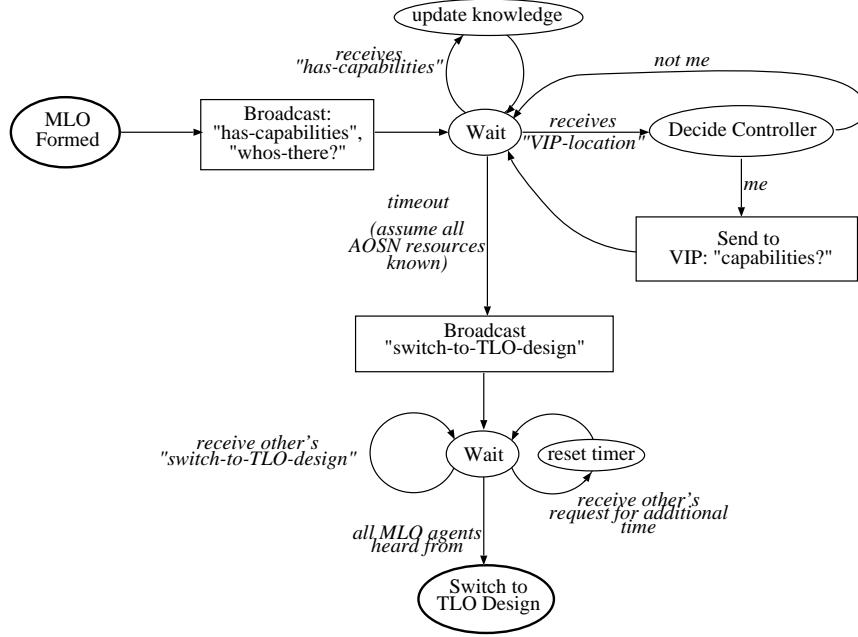 update knowledge
receives
"has-capabilities"
not me
MLO
Formed
Broadcast:
"has-capabilities",
"whos-there?"
Wait
receives
"VIP-location"
Decide Controller
me
timeout
(assume all
AOSN resources
known)
Send to
VIP: "capabilities?"
Broadcast
"switch-to-TLO-design"
receive other's
"switch-to-TLO-design"
Wait
reset timer
receive other's
request for additional
time
all MLO agents
heard from
Switch to
TLO Design